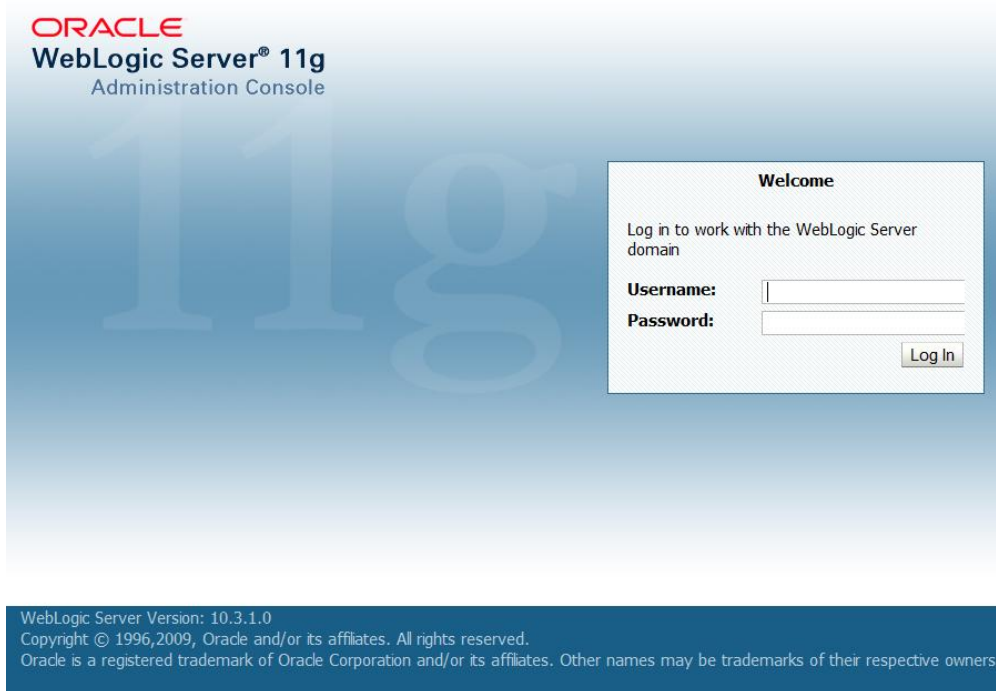 ORACLE
WebLogic Server® 11g
Administration Console
11g
Welcome
Log in to work with the WebLogic Server
domain
Username:
Password:
Log In
WebLogic Server Version: 10.3.1.0
Copyright © 1996,2009, Oracle and/or its affiliates. All rights reserved.
Oracle is a registered trademark of Oracle Corporation and/or its affiliates. Other names may be trademarks of their respective owners